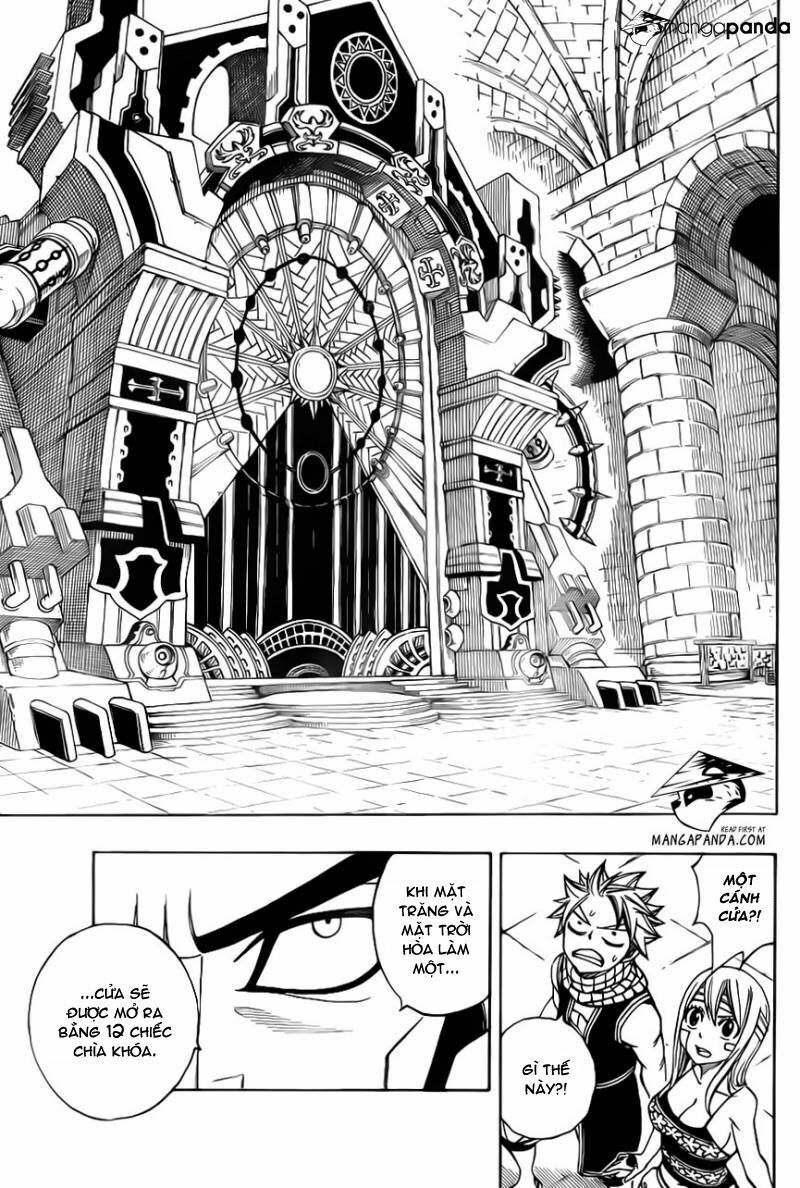 mangapanda
READ FIRST AT
MANGAPANDA.COM
MỘT
CÁNH
CỬA?!
GÌ THẾ
NÀY?!
KHI MẶT
TRĂNG VÀ
MẶT TRỜI
HÒA LÀM
MỘT...
...CỬA SẼ
ĐƯỢC MỞ RA
BẰNG 12 CHIẾC
CHÌA KHÓA.